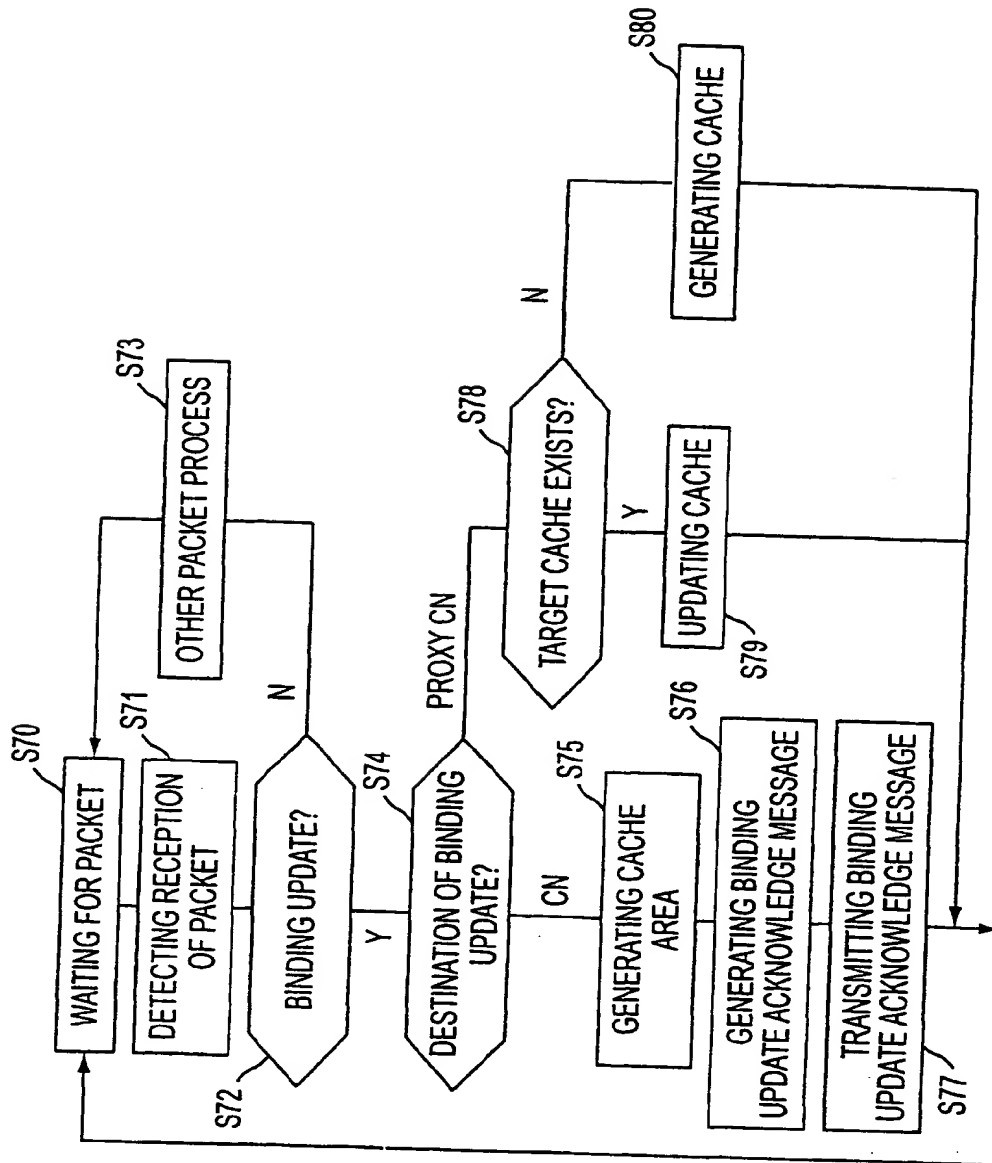 S70
WAITING FOR PACKET
S71
DETECTING RECEPTION
OF PACKET
S72
BINDING UPDATE?
N
S73
OTHER PACKET PROCESS
Y
S74
DESTINATION OF BINDING
UPDATE?
PROXY CN
CN
S75
GENERATING CACHE
AREA
S76
GENERATING BINDING
UPDATE ACKNOWLEDGE MESSAGE
TRANSMITTING BINDING
UPDATE ACKNOWLEDGE MESSAGE
S77
S78
TARGET CACHE EXISTS?
N
Y
UPDATING CACHE
S79
S80
GENERATING CACHE